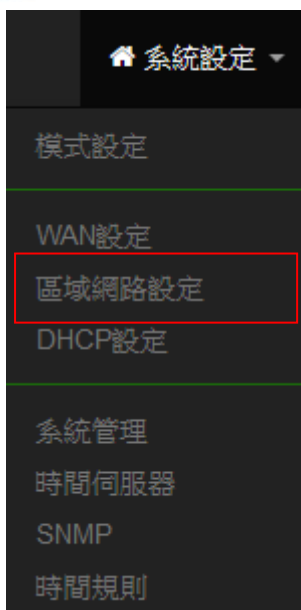 系統設定
模式設定
WAN設定
區域網路設定
DHCP設定
系統管理
時間伺服器
SNMP
時間規則